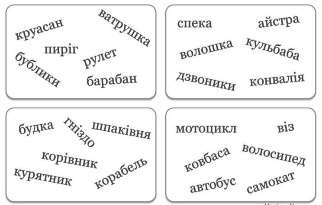 круасан
ватрушка
пиріг
рулет
бублики
барабан
спека
айстра
волошка
кульбаба
дзвоники
конвалія
будка
гніздо
шпаківня
корівник
курятник
корабель
мотоцикл
віз
ковбаса
велосипед
автобус
самокат